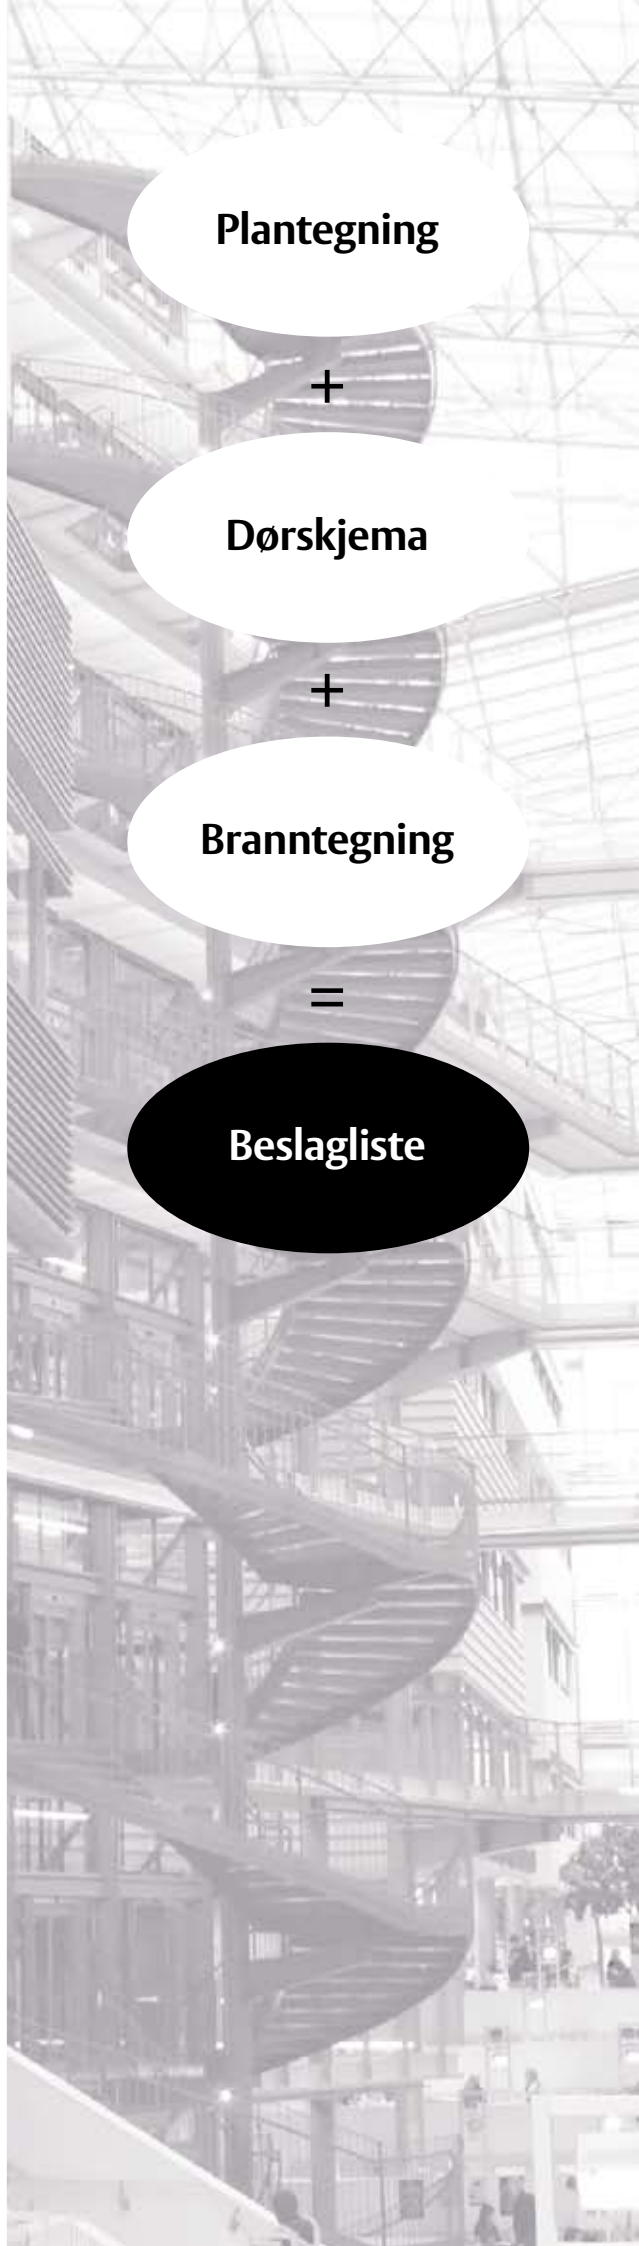 Plantegning
+
Dørskjema
+
Branntegning
=
Beslagliste